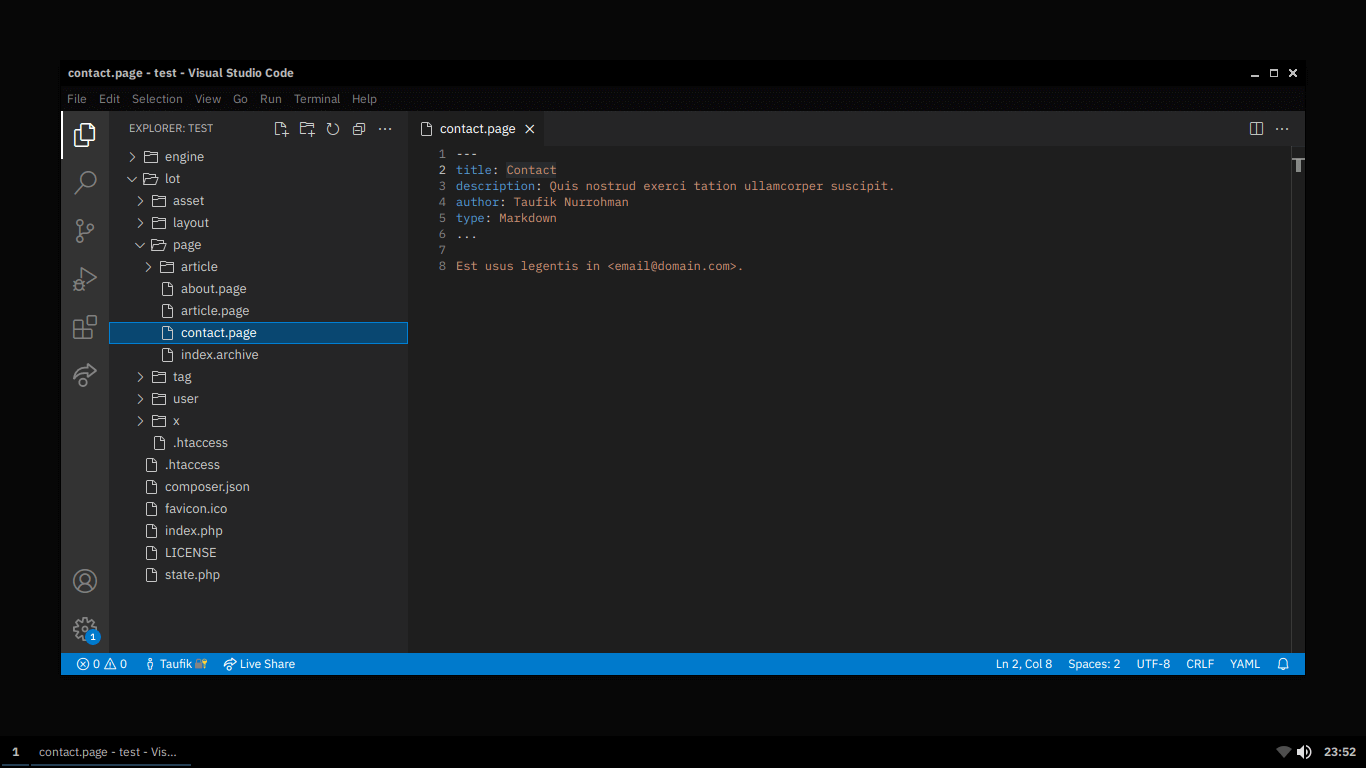 contact.page - test - Visual Studio Code
File Edit Selection View Go Run Terminal Help
EXPLORER: TEST
engine
lot
asset
layout
page
article
about.page
article.page
contact.page
index.archive
tag
user
x
.htaccess
.htaccess
composer.json
favicon.ico
index.php
LICENSE
state.php
contact.page
1 ---
2 title: Contact
3 description: Quis nostrud exerci tation ullamcorper suscipit.
4 author: Taufik Nurrohman
5 type: Markdown
6 ...
7
8 Est usus legentis in <email@domain.com>.
1
0 0 Taufik Live Share Ln 2, Col 8 Spaces: 2 UTF-8 CRLF YAML
1 contact.page - test - Vis... 23:52